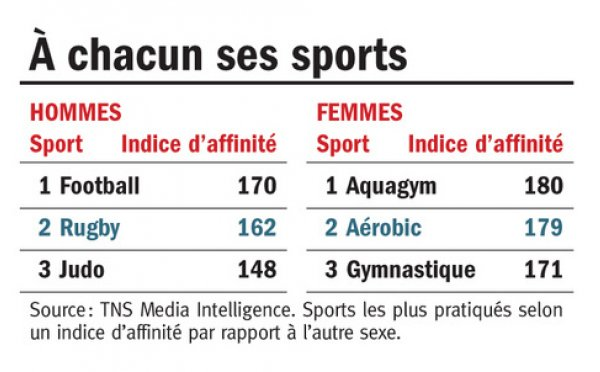 À chacun ses sports
HOMMES
Sport Indice d’affinité
1 Football 170
2 Rugby 162
3 Judo 148
FEMMES
Sport Indice d’affinité
1 Aquagym 180
2 Aérobic 179
3 Gymnastique 171
Source : TNS Media Intelligence. Sports les plus pratiqués selon
un indice d’affinité par rapport à l’autre sexe.